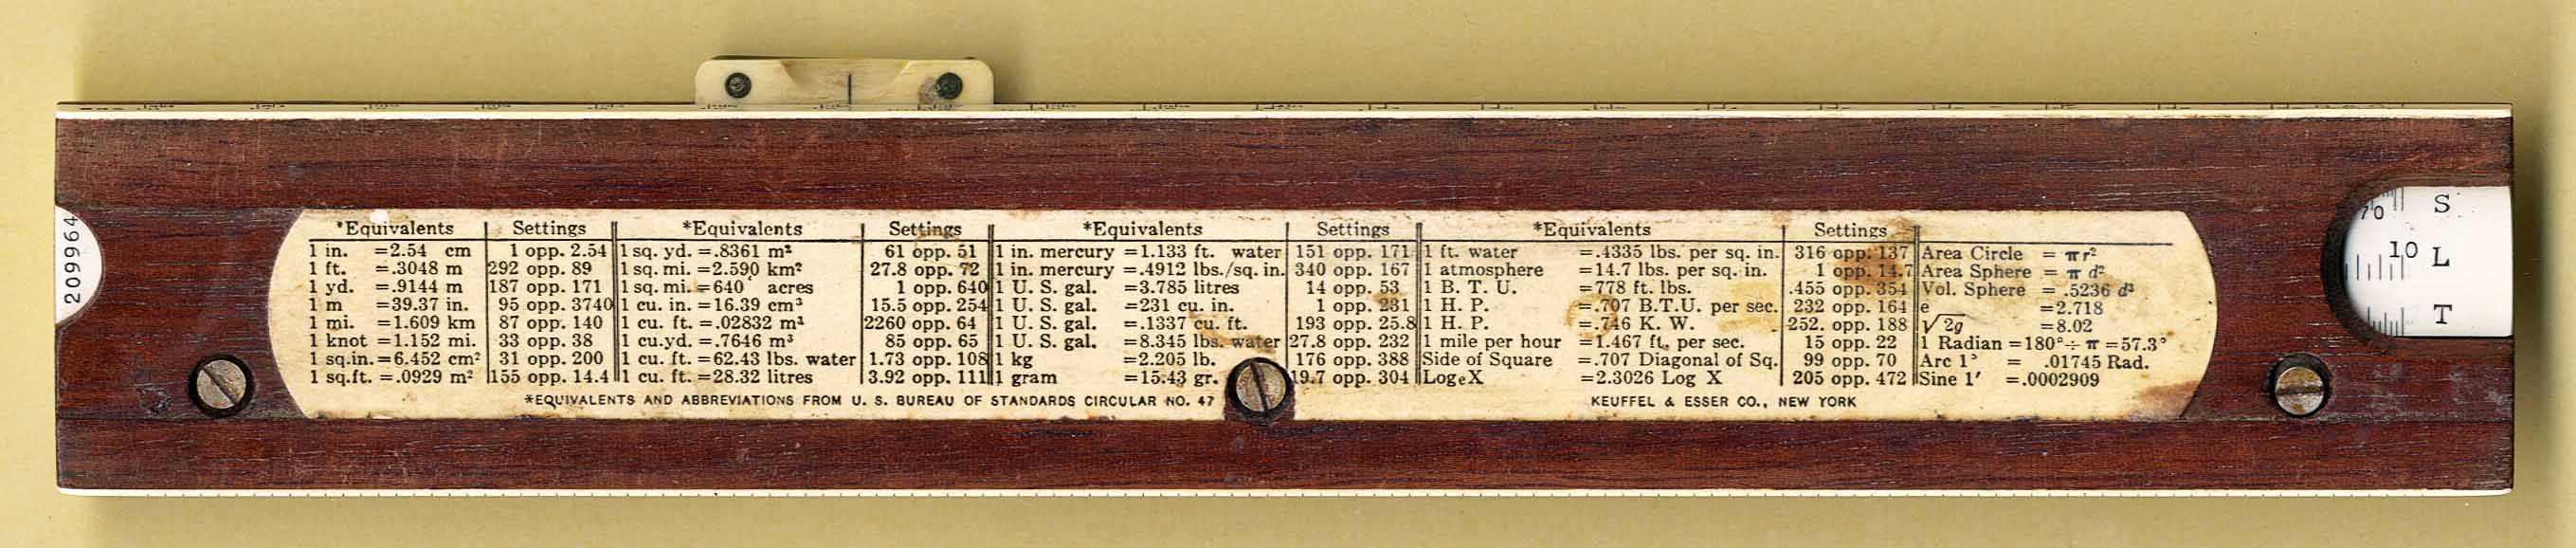 *Equivalents Settings *Equivalents Settings *Equivalents Settings *Equivalents Settings
1 in. =2.54 cm 1 opp. 2.54 1 sq. yd. =.8361 m² 61 opp. 51 1 in. mercury =1.133 ft. water 151 opp. 171 1 ft. water =.4335 lbs. per sq. in. 316 opp. 137 Area Circle = π r²
1 ft. =.3048 m 292 opp. 89 1 sq. mi. =2.590 km² 27.8 opp. 72 1 in. mercury =.4912 lbs./sq. in. 340 opp. 167 1 atmosphere =14.7 lbs. per sq. in. 1 opp. 14.7 Area Sphere = π d²
1 yd. =.9144 m 187 opp. 171 1 sq. mi. =640 acres 1 opp. 640 1 U. S. gal. =3.785 litres 14 opp. 53 1 B. T. U. =778 ft. lbs. .455 opp. 354 Vol. Sphere = .5236 d³
1 m =39.37 in. 95 opp. 3740 1 cu. in. =16.39 cm³ 15.5 opp. 254 1 U. S. gal. =231 cu. in. 1 opp. 231 1 H. P. =.707 B.T.U. per sec. 232 opp. 164 e =2.718
1 mi. =1.609 km 87 opp. 140 1 cu. ft. =.02832 m³ 2260 opp. 64 1 U. S. gal. =.1337 cu. ft. 193 opp. 25.8 1 H. P. =.746 K. W. 252. opp. 188 √2g =8.02
1 knot =1.152 mi. 33 opp. 38 1 cu.yd. =.7646 m³ 85 opp. 65 1 U. S. gal. =8.345 lbs. water 27.8 opp. 232 1 mile per hour =1.467 ft. per sec. 15 opp. 22 1 Radian =180°÷ π =57.3°
1 sq.in. =6.452 cm² 31 opp. 200 1 cu. ft. =62.43 lbs. water 1.73 opp. 108 1 kg =2.205 lb. 176 opp. 388 Side of Square =.707 Diagonal of Sq. 99 opp. 70 Arc 1° = .01745 Rad.
1 sq.ft. =.0929 m² 155 opp. 14.4 1 cu. ft. =28.32 litres 3.92 opp. 111 1 gram =15.43 gr. 19.7 opp. 304 LogeX =2.3026 Log X 205 opp. 472 Sine 1′ =.0002909
*EQUIVALENTS AND ABBREVIATIONS FROM U. S. BUREAU OF STANDARDS CIRCULAR NO. 47 KEUFFEL & ESSER CO., NEW YORK
209964
70 S
10 L
T